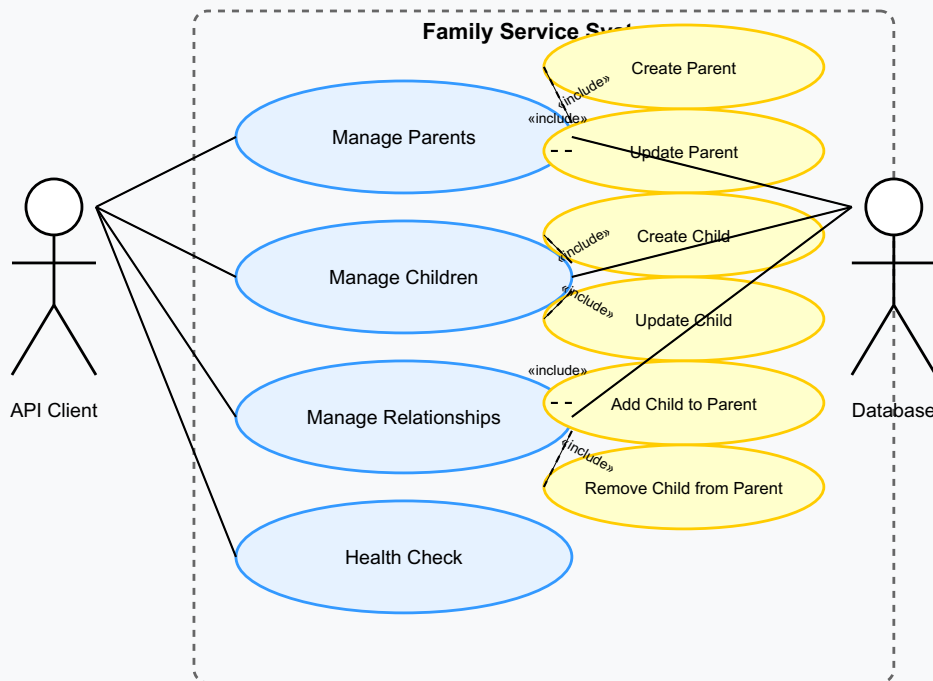 Family Service Syst
Create Parent
«include»
«include»
Manage Parents
Update Parent
Create Child
«include»
Manage Children
«include»
Update Child
«include»
API Client
Manage Relationships
Add Child to Parent
Database
«include»
Remove Child from Parent
Health Check